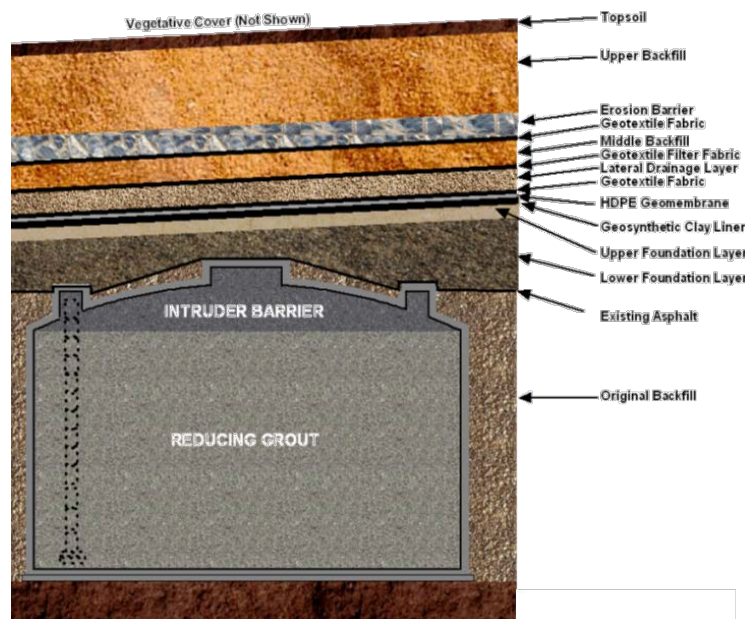 Vegetative Cover (Not Shown)
Topsoil
Upper Backfill
Erosion Barrier
Geotextile Fabric
Middle Backfill
Geotextile Filter Fabric
Lateral Drainage Layer
Geotextile Fabric
HDPE Geomembrane
Geosynthetic Clay Liner
Upper Foundation Layer
Lower Foundation Layer
INTRUDER BARRIER
Existing Asphalt
Original Backfill
REDUCING GROUT